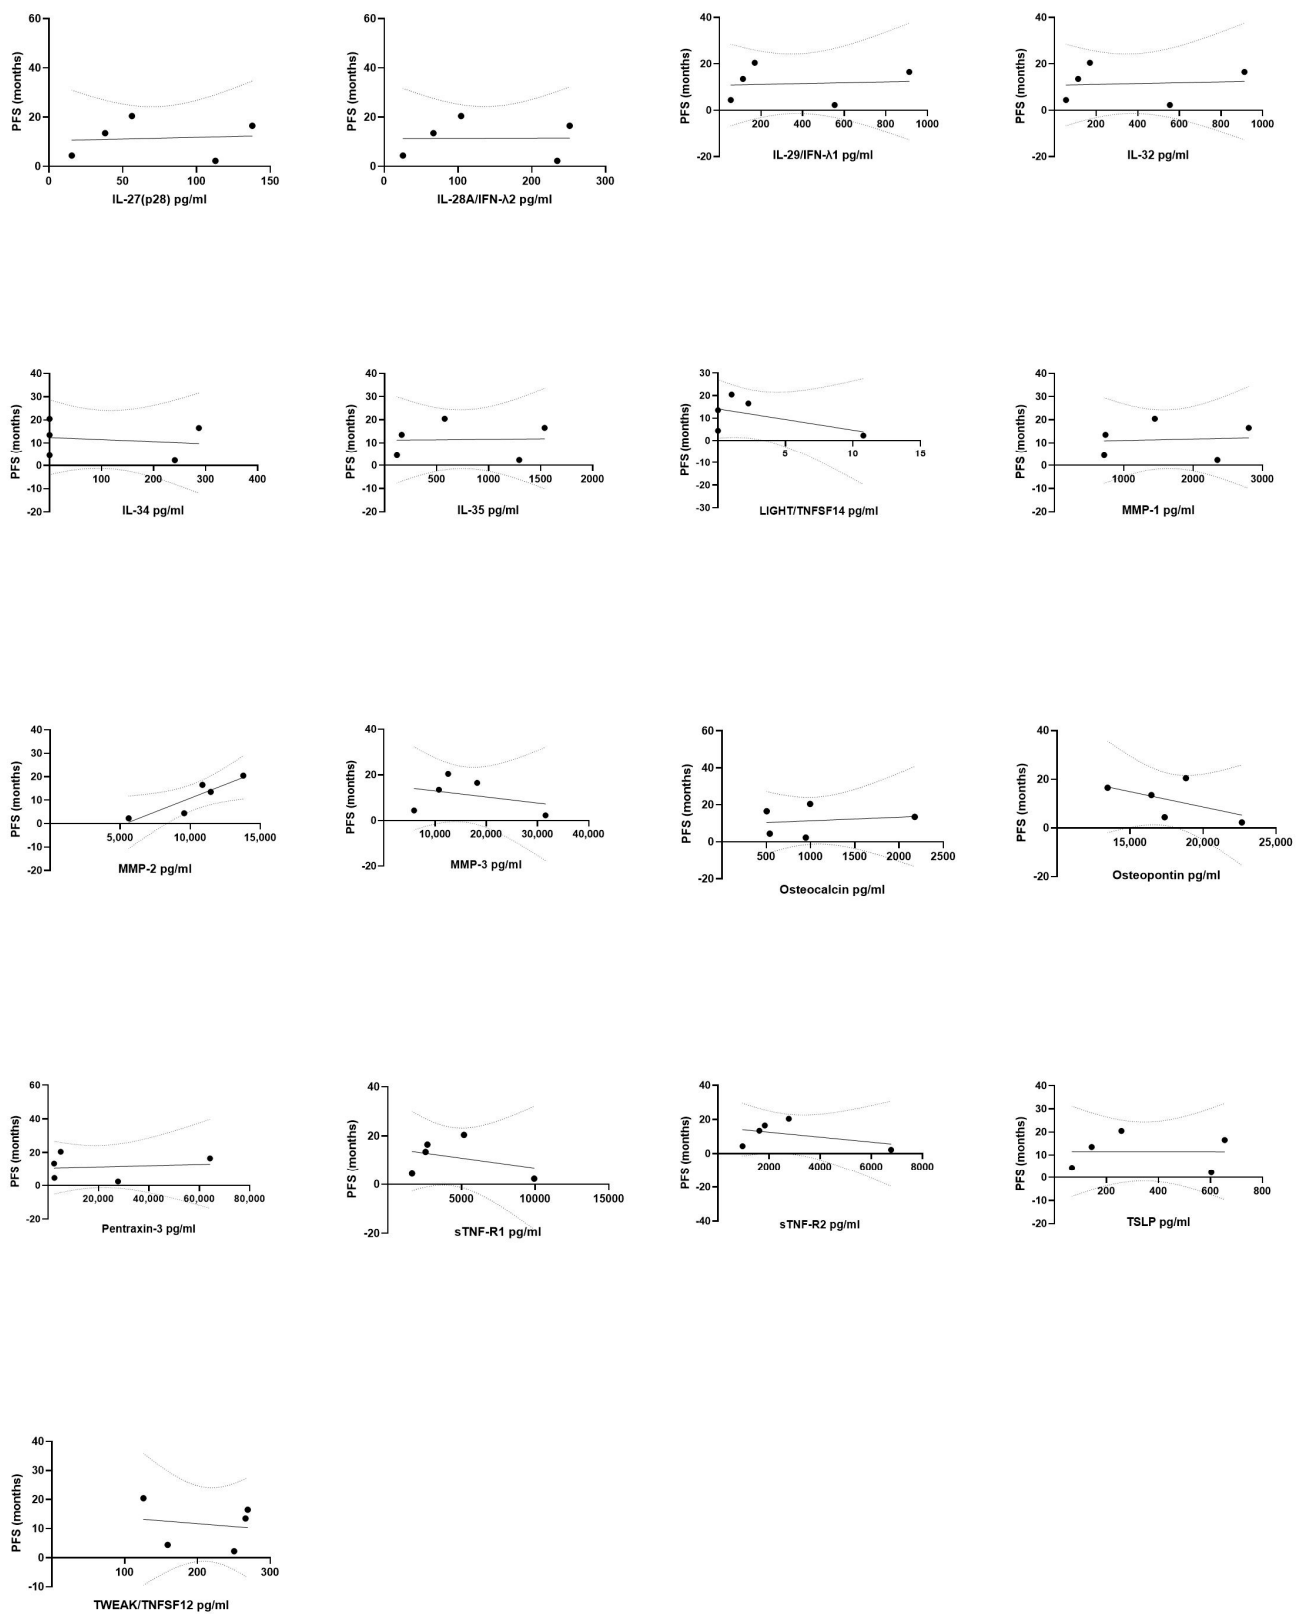 PFS (months)
60
40
20
0
0 50 100 150
IL-27(p28) pg/ml
PFS (months)
60
40
20
0
0 100 200 300
IL-28A/IFN-λ2 pg/ml
PFS (months)
40
20
0
-20
200 400 600 800 1000
IL-29/IFN-λ1 pg/ml
PFS (months)
40
20
0
-20
200 400 600 800 1000
IL-32 pg/ml
PFS (months)
40
30
20
10
0
-10
-20
100 200 300 400
IL-34 pg/ml
PFS (months)
40
30
20
10
0
-10
-20
500 1000 1500 2000
IL-35 pg/ml
PFS (months)
30
20
10
0
-10
-20
-30
5 10 15
LIGHT/TNFSF14 pg/ml
PFS (months)
40
30
20
10
0
-10
-20
1000 2000 3000
MMP-1 pg/ml
PFS (months)
40
30
20
10
0
-10
-20
5,000 10,000 15,000
MMP-2 pg/ml
PFS (months)
40
20
0
-20
10,000 20,000 30,000 40,000
MMP-3 pg/ml
PFS (months)
60
40
20
0
-20
500 1000 1500 2000 2500
Osteocalcin pg/ml
PFS (months)
40
20
0
-20
15,000 20,000 25,000
Osteopontin pg/ml
PFS (months)
60
40
20
0
-20
20,000 40,000 60,000 80,000
Pentraxin-3 pg/ml
PFS (months)
40
20
0
-20
5000 10000 15000
sTNF-R1 pg/ml
PFS (months)
40
20
0
-20
-40
2000 4000 6000 8000
sTNF-R2 pg/ml
PFS (months)
40
30
20
10
0
-10
-20
200 400 600 800
TSLP pg/ml
PFS (months)
40
30
20
10
0
-10
100 200 300
TWEAK/TNFSF12 pg/ml